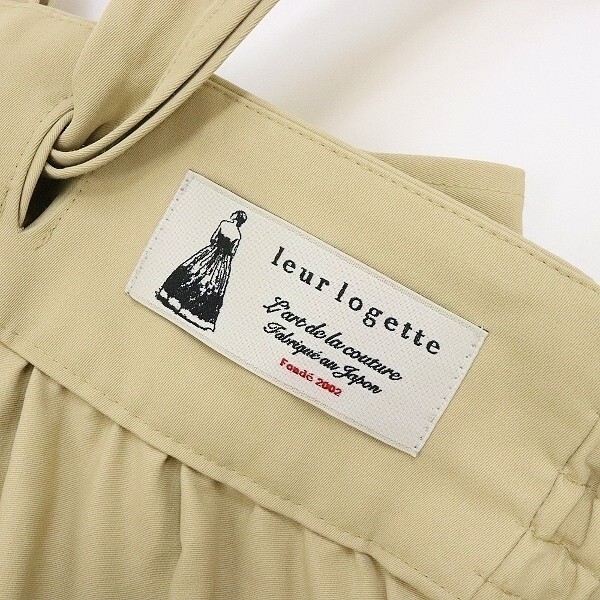 leur logette
L'art de la couture
Fabriqué au Japon
Fondé 2002